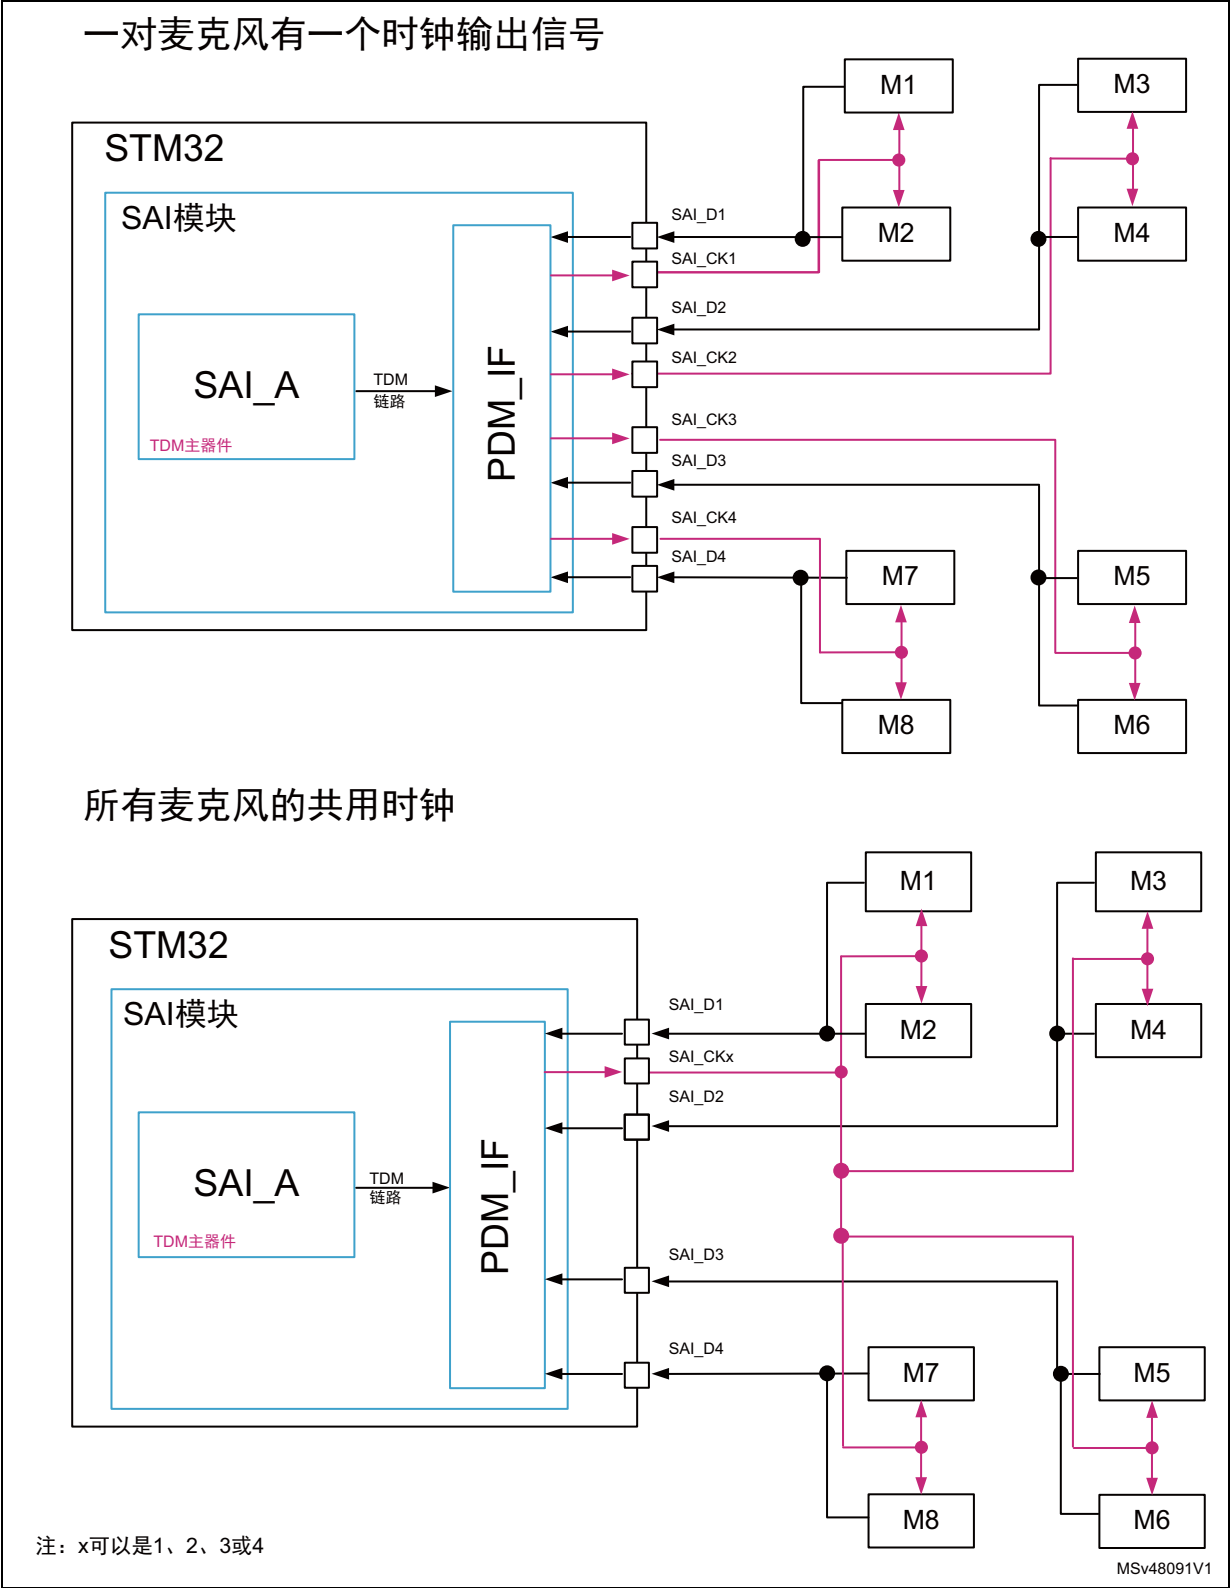 一对麦克风有一个时钟输出信号
M1
M3
STM32
SAI模块
SAI_D1
M2
M4
SAI_CK1
SAI_D2
PDM_IF
SAI_A
TDM
链路
SAI_CK2
TDM主器件
SAI_CK3
SAI_D3
SAI_CK4
SAI_D4
M7
M5
M8
M6
所有麦克风的共用时钟
M1
M3
STM32
SAI模块
SAI_D1
M2
M4
SAI_CKx
SAI_D2
PDM_IF
SAI_A
TDM
链路
TDM主器件
SAI_D3
SAI_D4
M7
M5
M8
M6
注：x可以是1、2、3或4
MSv48091V1